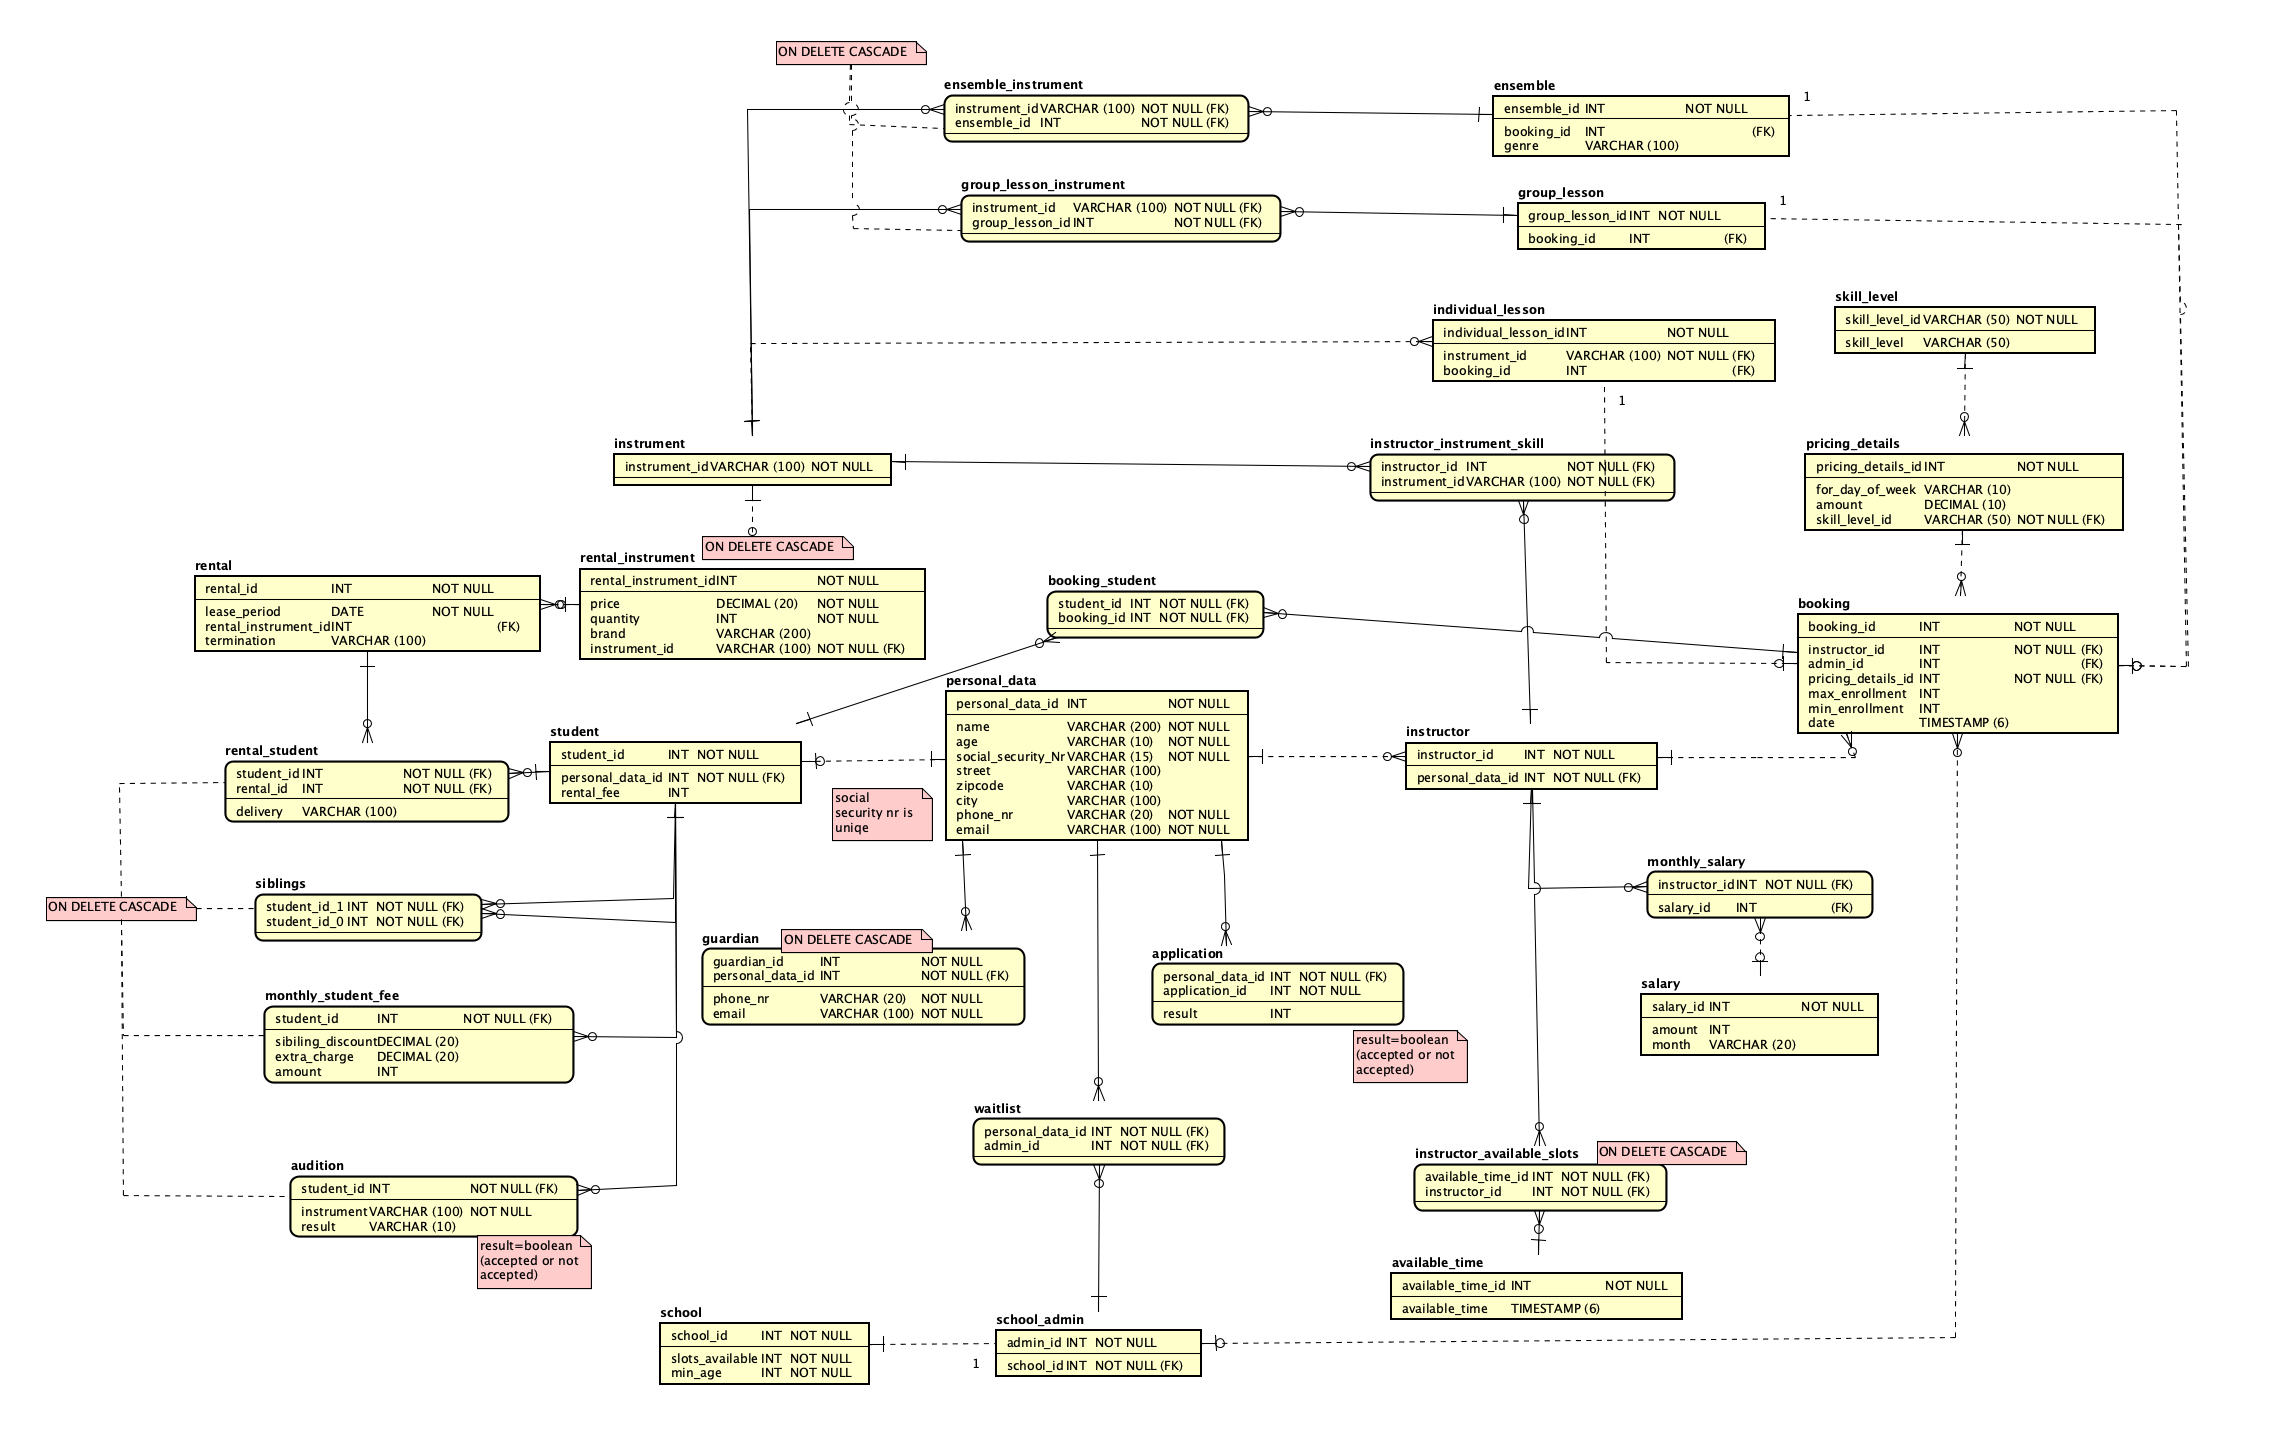 ON DELETE CASCADE
ensemble_instrument
instrument_id VARCHAR (100) NOT NULL (FK)
ensemble_id INT NOT NULL (FK)
ensemble
ensemble_id INT NOT NULL
booking_id INT (FK)
genre VARCHAR (100)
1
group_lesson_instrument
instrument_id VARCHAR (100) NOT NULL (FK)
group_lesson_id INT NOT NULL (FK)
group_lesson
group_lesson_id INT NOT NULL
booking_id INT (FK)
1
individual_lesson
individual_lesson_id INT NOT NULL
instrument_id VARCHAR (100) NOT NULL (FK)
booking_id INT (FK)
1
skill_level
skill_level_id VARCHAR (50) NOT NULL
skill_level VARCHAR (50)
instrument
instrument_id VARCHAR (100) NOT NULL
instructor_instrument_skill
instructor_id INT NOT NULL (FK)
instrument_id VARCHAR (100) NOT NULL (FK)
pricing_details
pricing_details_id INT NOT NULL
for_day_of_week VARCHAR (10)
amount DECIMAL (10)
skill_level_id VARCHAR (50) NOT NULL (FK)
rental
rental_id INT NOT NULL
lease_period DATE NOT NULL
rental_instrument_id INT (FK)
termination VARCHAR (100)
ON DELETE CASCADE
rental_instrument
rental_instrument_id INT NOT NULL
price DECIMAL (20) NOT NULL
quantity INT NOT NULL
brand VARCHAR (200)
instrument_id VARCHAR (100) NOT NULL (FK)
booking_student
student_id INT NOT NULL (FK)
booking_id INT NOT NULL (FK)
booking
booking_id INT NOT NULL
instructor_id INT NOT NULL (FK)
admin_id INT (FK)
pricing_details_id INT NOT NULL (FK)
max_enrollment INT
min_enrollment INT
date TIMESTAMP (6)
rental_student
student_id INT NOT NULL (FK)
rental_id INT NOT NULL (FK)
delivery VARCHAR (100)
student
student_id INT NOT NULL
personal_data_id INT NOT NULL (FK)
rental_fee INT
personal_data
personal_data_id INT NOT NULL
name VARCHAR (200) NOT NULL
age VARCHAR (10) NOT NULL
social_security_Nr VARCHAR (15) NOT NULL
street VARCHAR (100)
zipcode VARCHAR (10)
city VARCHAR (100)
phone_nr VARCHAR (20) NOT NULL
email VARCHAR (100) NOT NULL
social
security nr is
uniqe
instructor
instructor_id INT NOT NULL
personal_data_id INT NOT NULL (FK)
ON DELETE CASCADE
siblings
student_id_1 INT NOT NULL (FK)
student_id_0 INT NOT NULL (FK)
monthly_salary
instructor_id INT NOT NULL (FK)
salary_id INT (FK)
guardian
ON DELETE CASCADE
guardian_id INT NOT NULL
personal_data_id INT NOT NULL (FK)
phone_nr VARCHAR (20) NOT NULL
email VARCHAR (100) NOT NULL
application
personal_data_id INT NOT NULL (FK)
application_id INT NOT NULL
result INT
result=boolean
(accepted or not
accepted)
salary
salary_id INT NOT NULL
amount INT
month VARCHAR (20)
monthly_student_fee
student_id INT NOT NULL (FK)
sibiling_discount DECIMAL (20)
extra_charge DECIMAL (20)
amount INT
waitlist
personal_data_id INT NOT NULL (FK)
admin_id INT NOT NULL (FK)
instructor_available_slots
ON DELETE CASCADE
available_time_id INT NOT NULL (FK)
instructor_id INT NOT NULL (FK)
audition
student_id INT NOT NULL (FK)
instrument VARCHAR (100) NOT NULL
result VARCHAR (10)
result=boolean
(accepted or not
accepted)
available_time
available_time_id INT NOT NULL
available_time TIMESTAMP (6)
school
school_id INT NOT NULL
slots_available INT NOT NULL
min_age INT NOT NULL
1
school_admin
admin_id INT NOT NULL
school_id INT NOT NULL (FK)